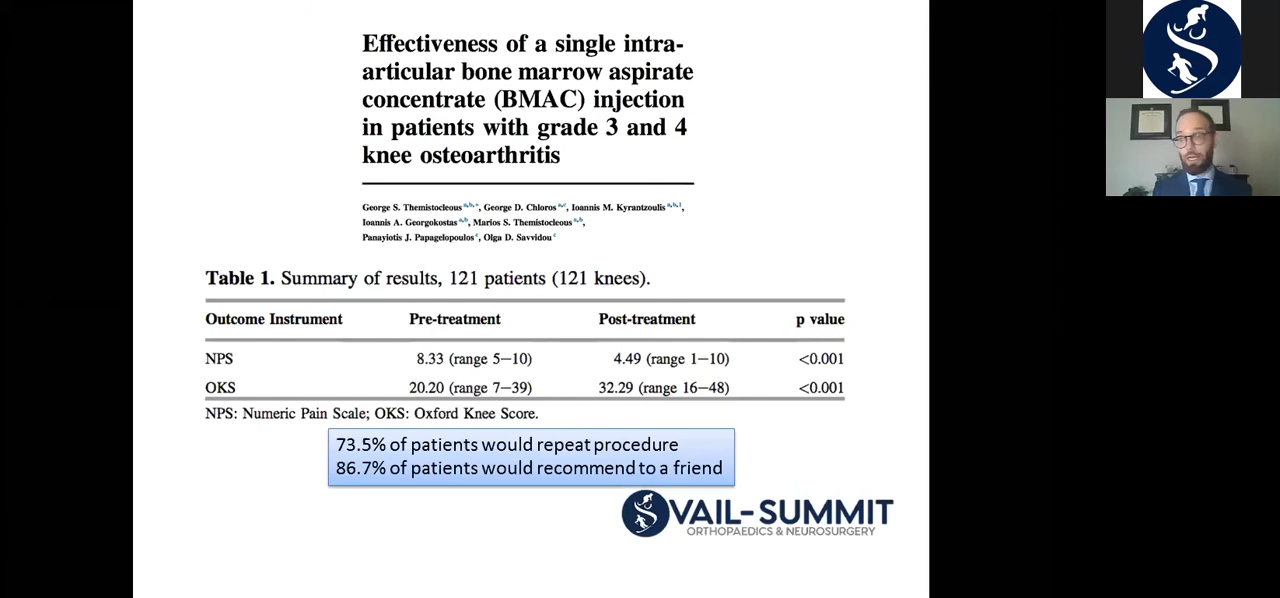 Effectiveness of a single intra-
articular bone marrow aspirate
concentrate (BMAC) injection
in patients with grade 3 and 4
knee osteoarthritis
George S. Themistocleous a,b,*, George D. Chloros a,c, Ioannis M. Kyrantzoulis a,b,1,
Ioannis A. Georgokostas a,b, Marios S. Themistocleous a,b,
Panayiotis J. Papagelopoulos c, Olga D. Savvidou c
Table 1. Summary of results, 121 patients (121 knees).
Outcome Instrument Pre-treatment Post-treatment p value
NPS 8.33 (range 5–10) 4.49 (range 1–10) <0.001
OKS 20.20 (range 7–39) 32.29 (range 16–48) <0.001
NPS: Numeric Pain Scale; OKS: Oxford Knee Score.
73.5% of patients would repeat procedure
86.7% of patients would recommend to a friend
VAIL-SUMMIT
ORTHOPAEDICS & NEUROSURGERY